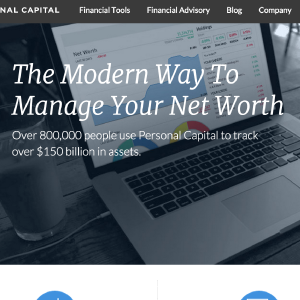 NAL CAPITAL Financial Tools Financial Advisory Blog Company
Net Worth
The Modern Way To
Manage Your Net Worth
Over 800,000 people use Personal Capital to track
over $150 billion in assets.